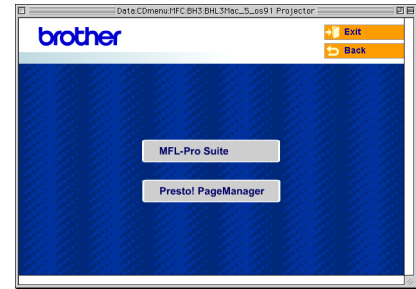 Data:CDmenu:MFC:BH3:BHL3Mac_5_os91 Projector
brother
Exit
Back
MFL-Pro Suite
Presto! PageManager